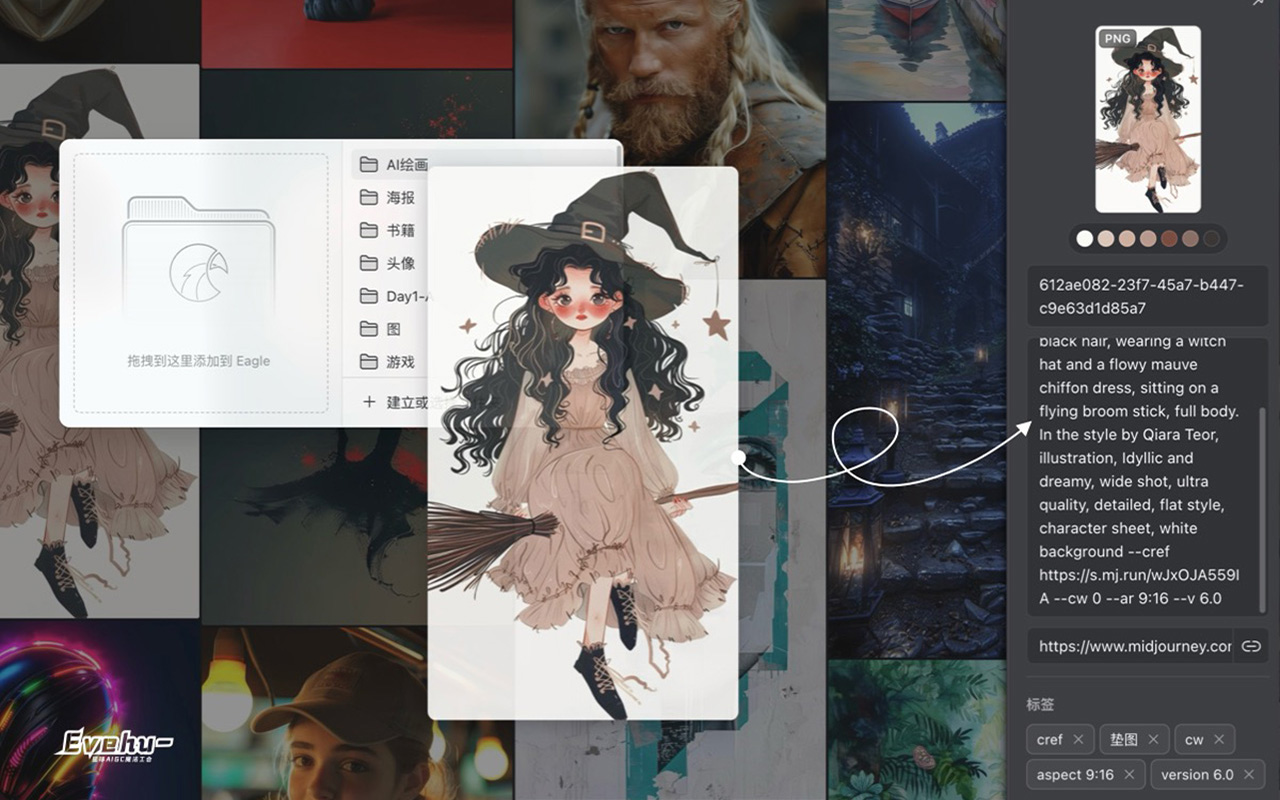 AI绘画
海报
书籍
头像
Day1-
图
游戏
建立或
拖拽到这里添加到 Eagle
PNG
612ae082-23f7-45a7-b447-
c9e63d1d85a7
black hair, wearing a witch
hat and a flowy mauve
chiffon dress, sitting on a
flying broom stick, full body.
In the style by Qiara Teor,
illustration, Idyllic and
dreamy, wide shot, ultra
quality, detailed, flat style,
character sheet, white
background --cref
https://s.mj.run/wJxOJA559I
A --cw 0 --ar 9:16 --v 6.0
https://www.midjourney.cor
标签
cref
垫图
cw
aspect 9:16
version 6.0
Evehu-